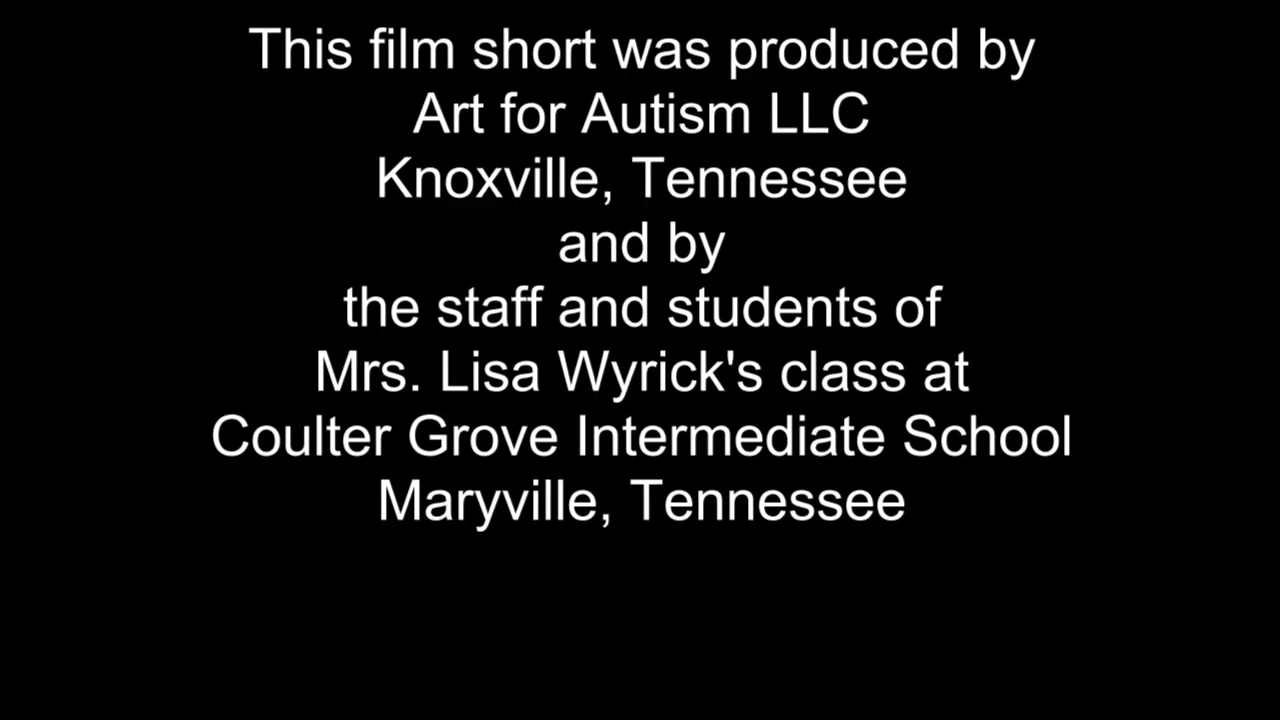 This film short was produced by
Art for Autism LLC
Knoxville, Tennessee
and by
the staff and students of
Mrs. Lisa Wyrick's class at
Coulter Grove Intermediate School
Maryville, Tennessee